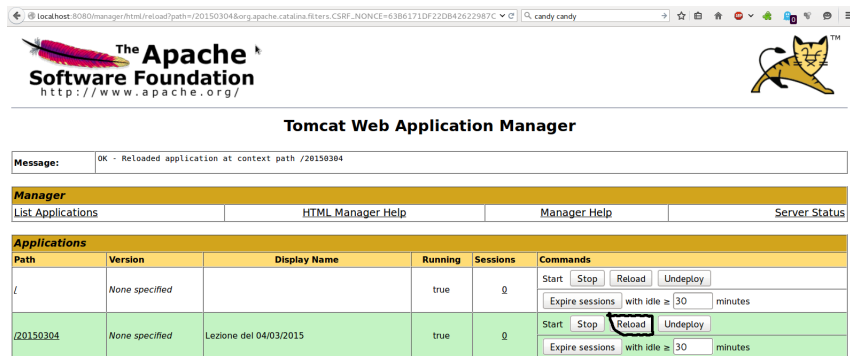 localhost:8080/manager/html/reload?path=/20150304&org.apache.catalina.filters.CSRF_NONCE=63B6171DF22DB42622987C
candy candy
0
The Apache
Software Foundation
http://www.apache.org/
TM
Tomcat Web Application Manager
Message: OK - Reloaded application at context path /20150304
Manager
List Applications HTML Manager Help Manager Help Server Status
Applications
Path Version Display Name Running Sessions Commands
/ None specified true 0 Start Stop Reload Undeploy
Expire sessions with idle ≥ 30 minutes
/20150304 None specified Lezione del 04/03/2015 true 0 Start Stop Reload Undeploy
Expire sessions with idle ≥ 30 minutes